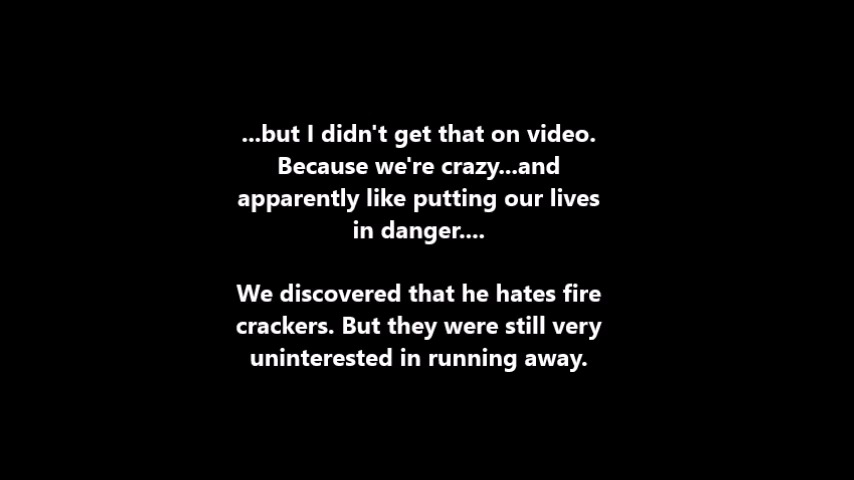 ...but I didn't get that on video.
Because we're crazy...and
apparently like putting our lives
in danger....
We discovered that he hates fire
crackers. But they were still very
uninterested in running away.